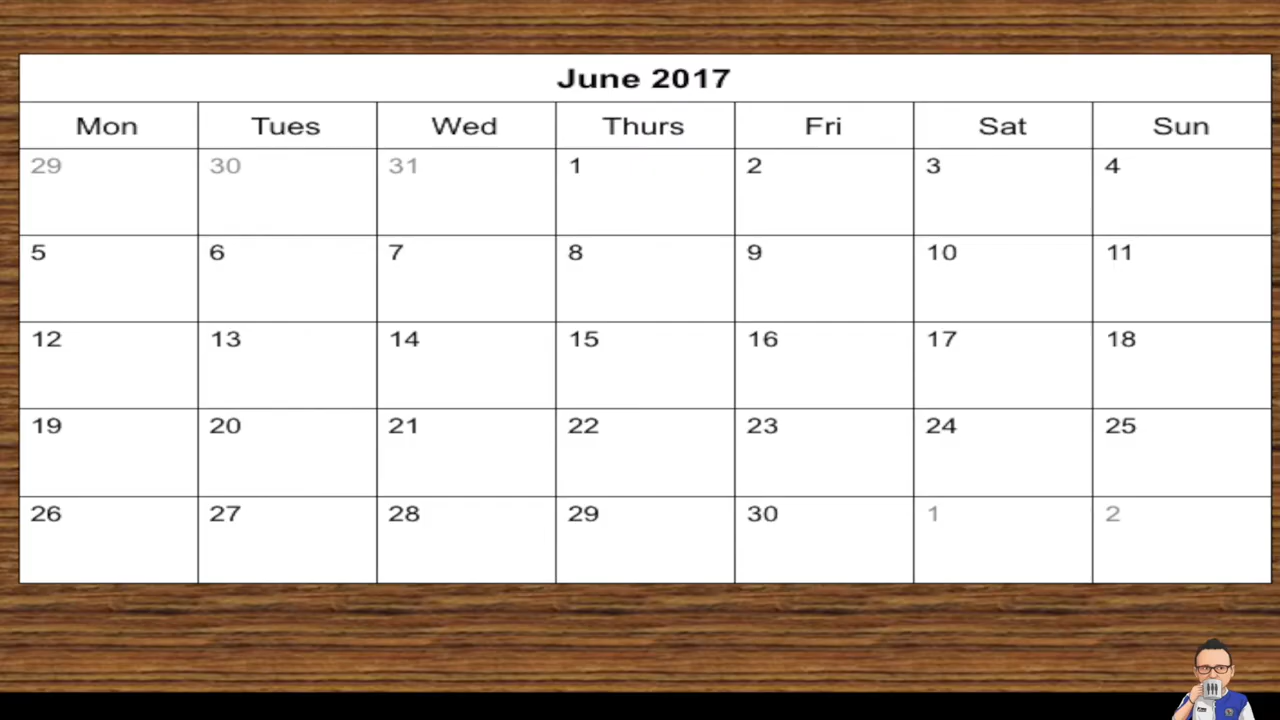 June 2017
Mon Tues Wed Thurs Fri Sat Sun
29 30 31 1 2 3 4
5 6 7 8 9 10 11
12 13 14 15 16 17 18
19 20 21 22 23 24 25
26 27 28 29 30 1 2